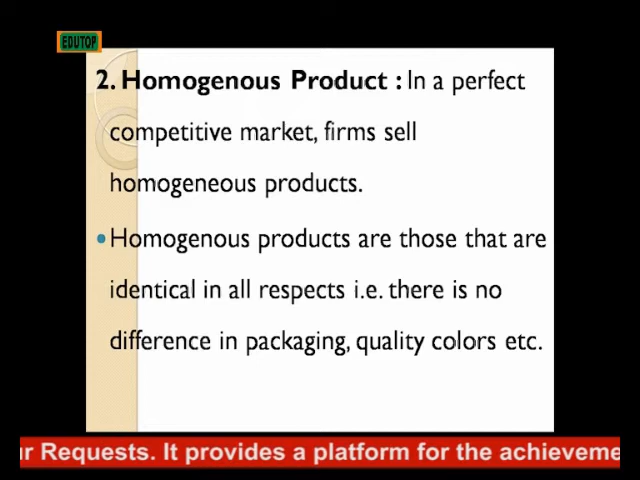 EDUTOP
2. Homogenous Product : In a perfect
competitive market, firms sell
homogeneous products.
Homogenous products are those that are
identical in all respects i.e. there is no
difference in packaging, quality colors etc.
ur Requests. It provides a platform for the achieveme